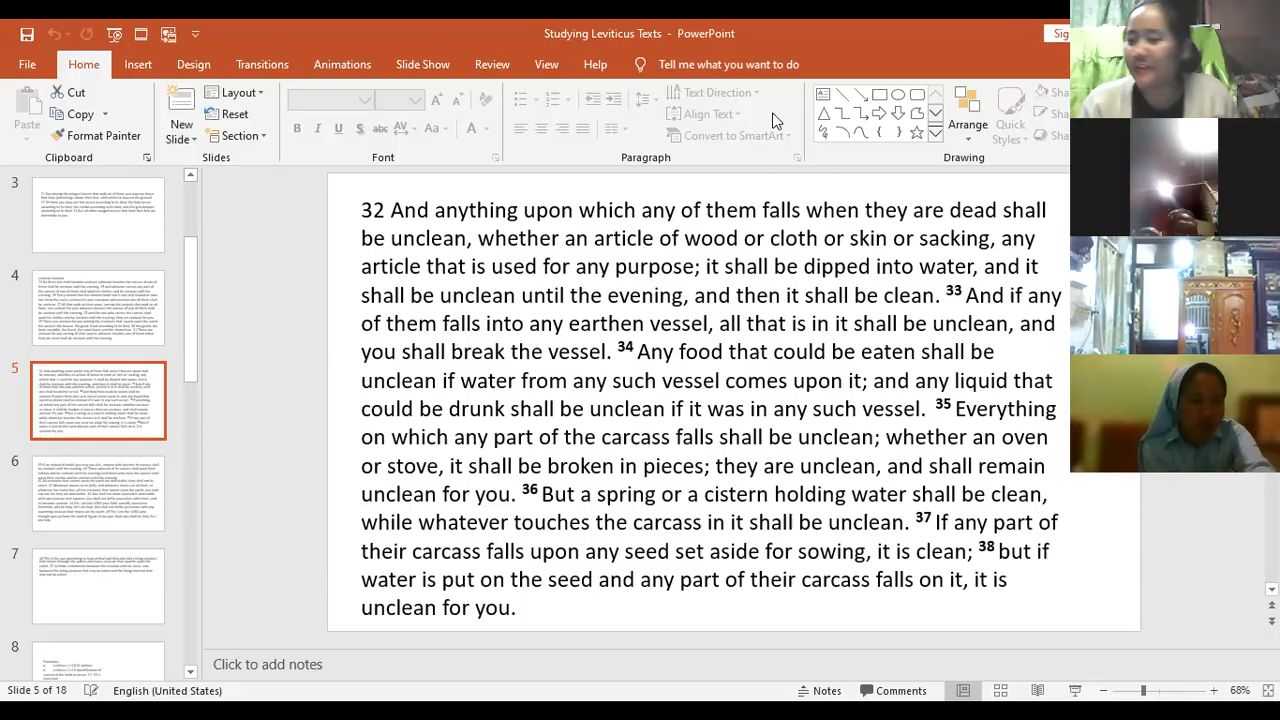 Studying Leviticus Texts - PowerPoint
File Home Insert Design Transitions Animations Slide Show Review View Help Tell me what you want to do
Paste
Cut
Copy
Format Painter
Clipboard
New
Slide
Layout
Reset
Section
Slides
Font
Text Direction
Align Text
Convert to SmartArt
Paragraph
Arrange
Quick
Styles
Drawing
3
4
5
6
7
8
32 And anything upon which any of them falls when they are dead shall
be unclean, whether an article of wood or cloth or skin or sacking, any
article that is used for any purpose; it shall be dipped into water, and it
shall be unclean until the evening, and then it shall be clean. 33 And if any
of them falls into any earthen vessel, all that is in it shall be unclean, and
you shall break the vessel. 34 Any food that could be eaten shall be
unclean if water from any such vessel comes upon it; and any liquid that
could be drunk shall be unclean if it was in any such vessel. 35 Everything
on which any part of the carcass falls shall be unclean; whether an oven
or stove, it shall be broken in pieces; they are unclean, and shall remain
unclean for you. 36 But a spring or a cistern holding water shall be clean,
while whatever touches the carcass in it shall be unclean. 37 If any part of
their carcass falls upon any seed set aside for sowing, it is clean; 38 but if
water is put on the seed and any part of their carcass falls on it, it is
unclean for you.
Click to add notes
Slide 5 of 18 English (United States) Notes Comments 68%